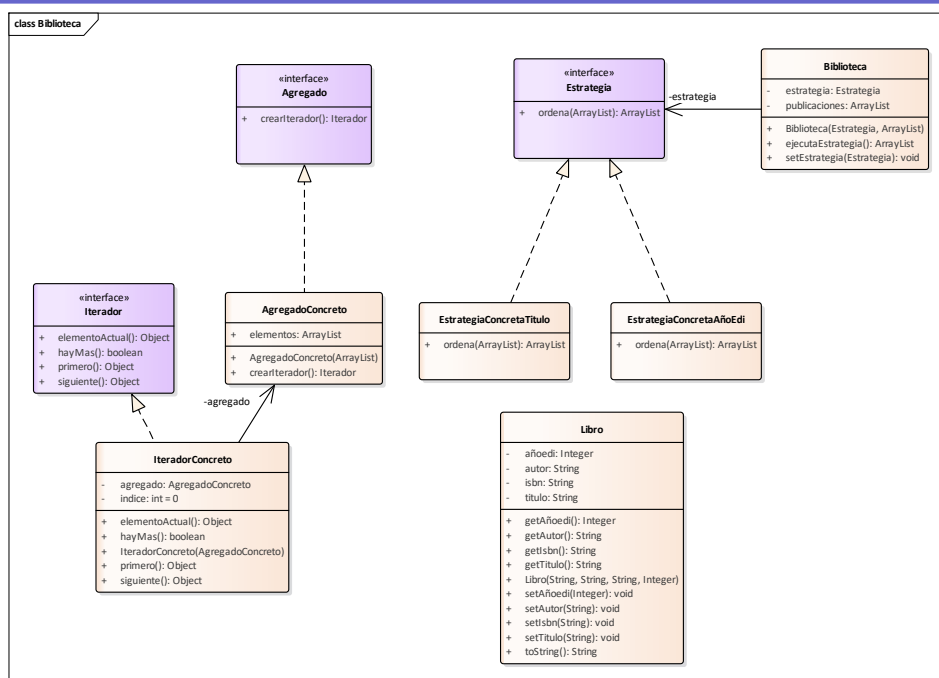 class Biblioteca
«interface»
Agregado
+ crearIterador(): Iterador
«interface»
Estrategia
+ ordena(ArrayList): ArrayList
-estrategia
Biblioteca
- estrategia: Estrategia
- publicaciones: ArrayList
+ Biblioteca(Estrategia, ArrayList)
+ ejecutaEstrategia(): ArrayList
+ setEstrategia(Estrategia): void
«interface»
Iterador
+ elementoActual(): Object
+ hayMas(): boolean
+ primero(): Object
+ siguiente(): Object
AgregadoConcreto
+ elementos: ArrayList
+ AgregadoConcreto(ArrayList)
+ crearIterador(): Iterador
EstrategiaConcretaTitulo
+ ordena(ArrayList): ArrayList
EstrategiaConcretaAñoEdi
+ ordena(ArrayList): ArrayList
-agregado
IteradorConcreto
- agregado: AgregadoConcreto
- indice: int = 0
+ elementoActual(): Object
+ hayMas(): boolean
+ IteradorConcreto(AgregadoConcreto)
+ primero(): Object
+ siguiente(): Object
Libro
- añoedi: Integer
- autor: String
- isbn: String
- titulo: String
+ getAñoedi(): Integer
+ getAutor(): String
+ getIsbn(): String
+ getTitulo(): String
+ Libro(String, String, String, Integer)
+ setAñoedi(Integer): void
+ setAutor(String): void
+ setIsbn(String): void
+ setTitulo(String): void
+ toString(): String